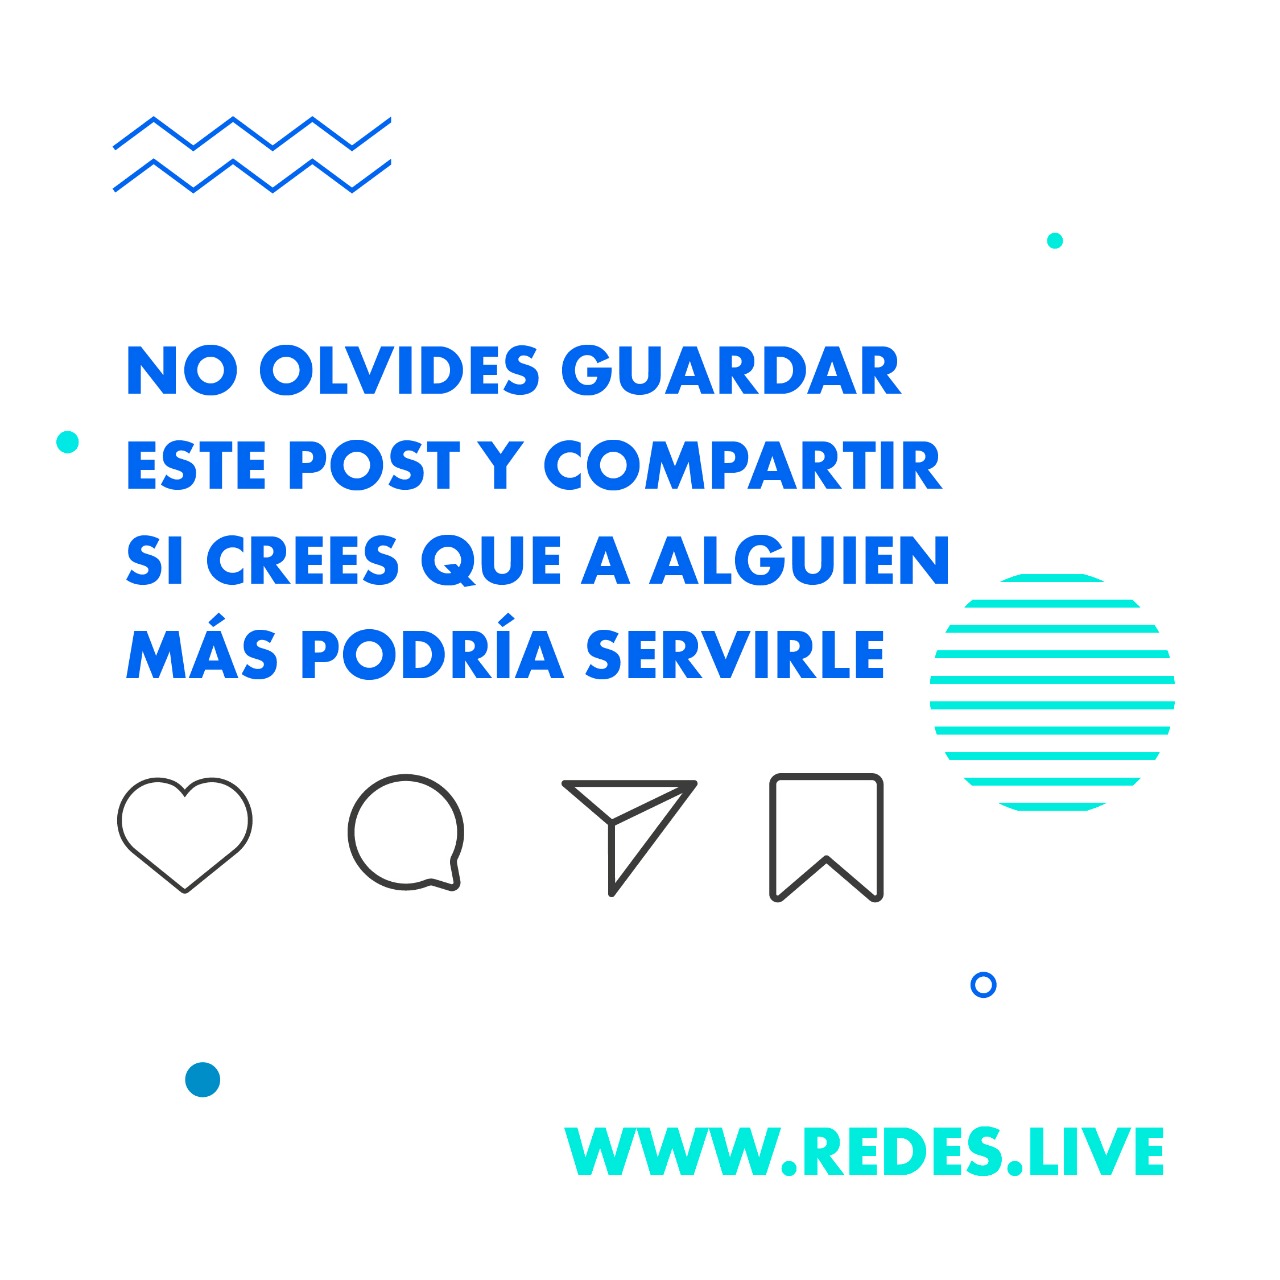 NO OLVIDES GUARDAR
ESTE POST Y COMPARTIR
SI CREES QUE A ALGUIEN
MÁS PODRÍA SERVIRLE
WWW.REDES.LIVE